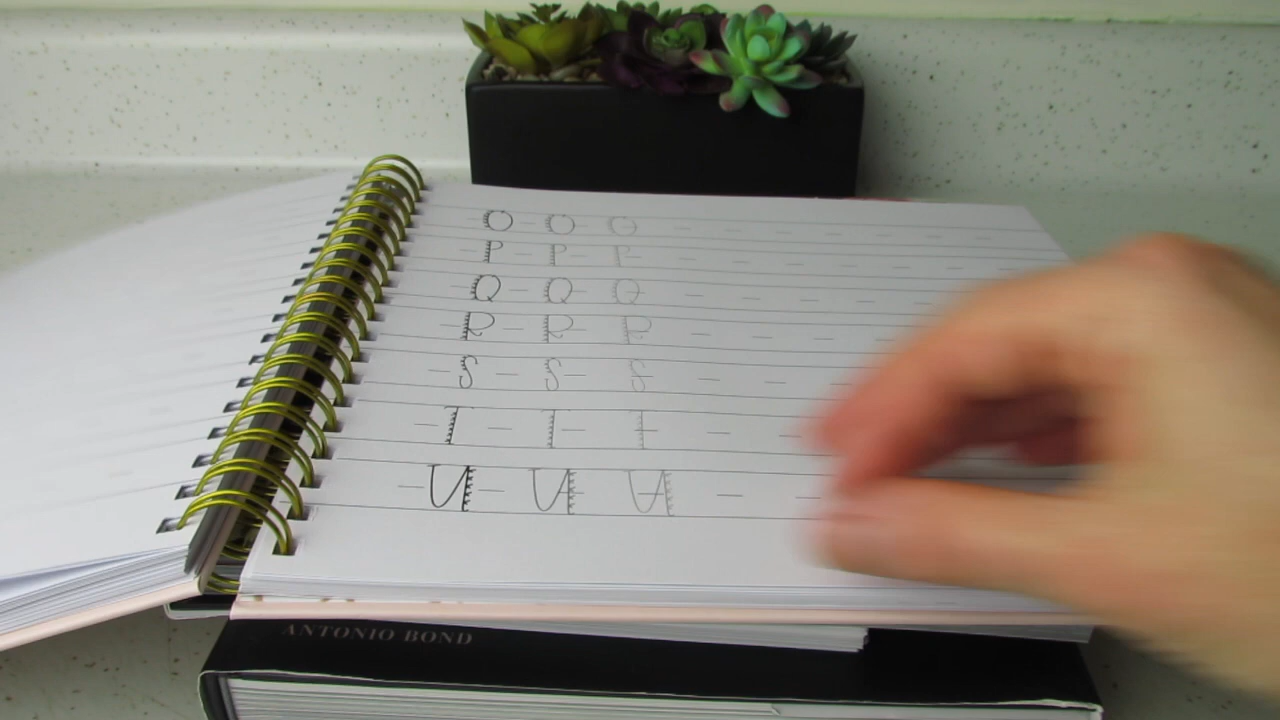 O O O
P P P
Q Q Q
R R R
S S S
T T T
U U U
ANTONIO BOND